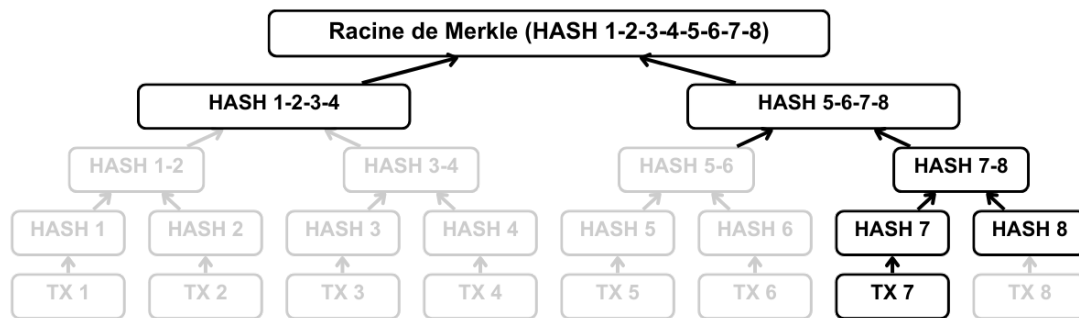 Racine de Merkle (HASH 1-2-3-4-5-6-7-8)
HASH 1-2-3-4
HASH 5-6-7-8
HASH 1-2
HASH 3-4
HASH 5-6
HASH 7-8
HASH 1
HASH 2
HASH 3
HASH 4
HASH 5
HASH 6
HASH 7
HASH 8
TX 1
TX 2
TX 3
TX 4
TX 5
TX 6
TX 7
TX 8